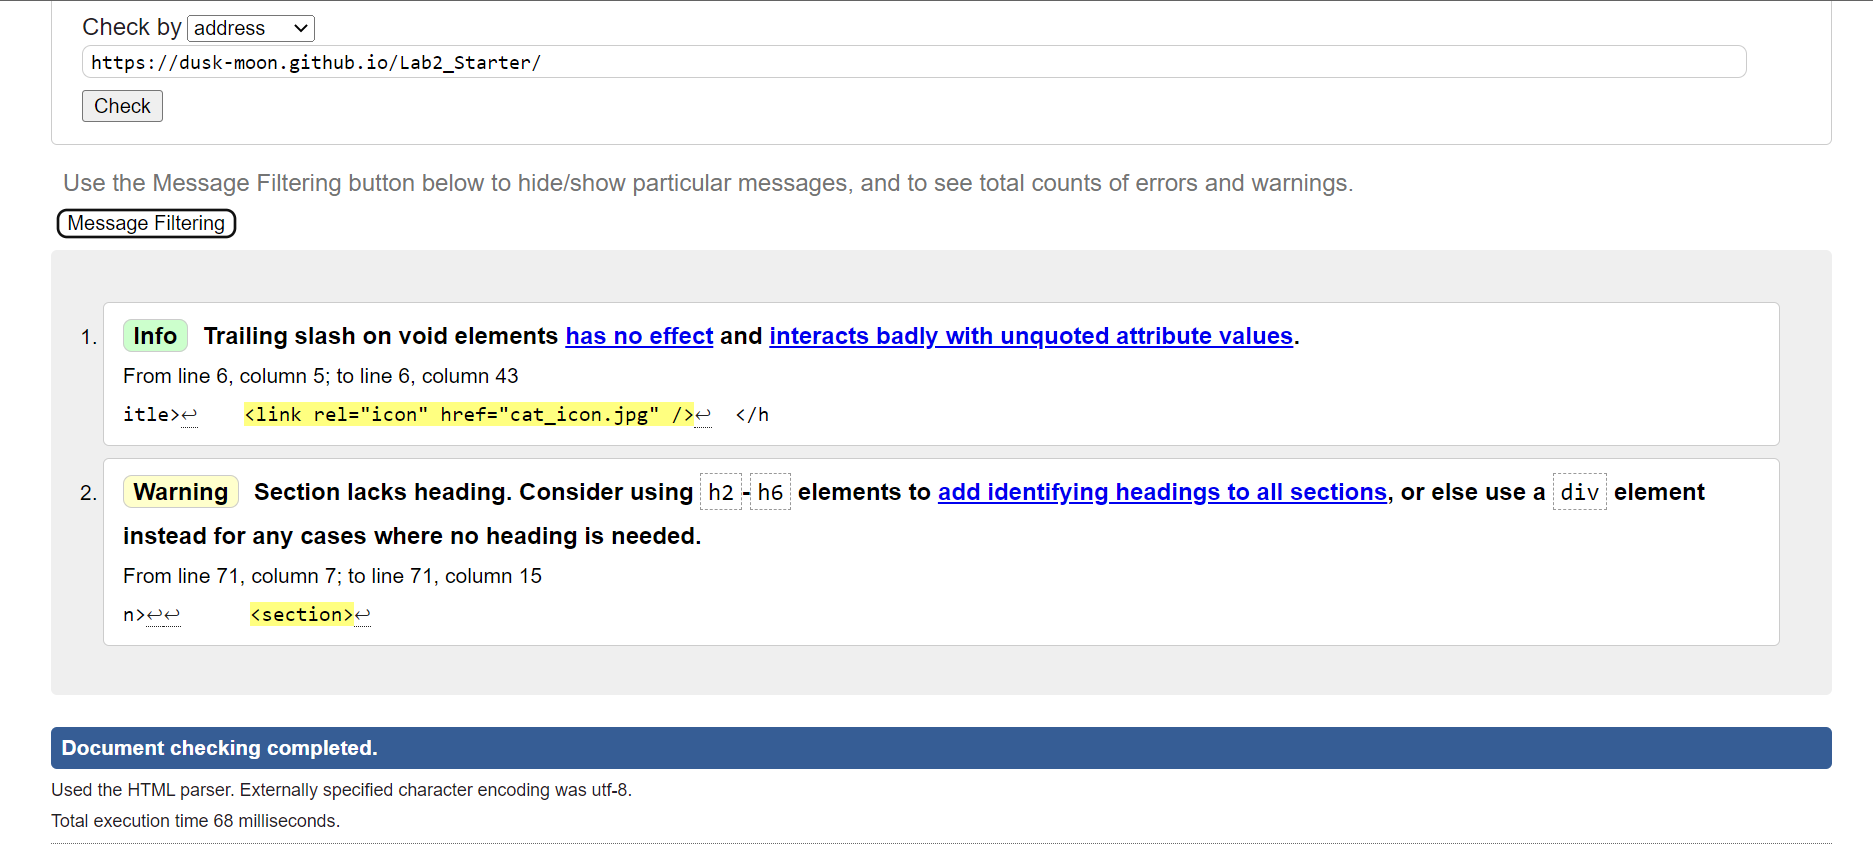 Check by address
https://dusk-moon.github.io/Lab2_Starter/
Check
Use the Message Filtering button below to hide/show particular messages, and to see total counts of errors and warnings.
Message Filtering
1. Info Trailing slash on void elements has no effect and interacts badly with unquoted attribute values.
From line 6, column 5; to line 6, column 43
itle>↩ <link rel="icon" href="cat_icon.jpg" />↩ </h
2. Warning Section lacks heading. Consider using h2-h6 elements to add identifying headings to all sections, or else use a div element
instead for any cases where no heading is needed.
From line 71, column 7; to line 71, column 15
n>↩↩ <section>↩
Document checking completed.
Used the HTML parser. Externally specified character encoding was utf-8.
Total execution time 68 milliseconds.